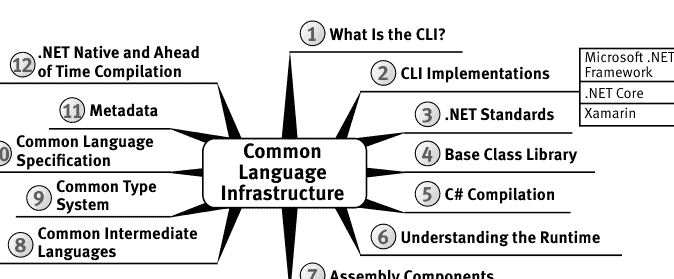 1 What Is the CLI?
2 CLI Implementations
Microsoft .NET
Framework
.NET Core
Xamarin
3 .NET Standards
4 Base Class Library
5 C# Compilation
6 Understanding the Runtime
7 Assembly Components
8 Common Intermediate
Languages
9 Common Type
System
0 Common Language
Specification
11 Metadata
12 .NET Native and Ahead
of Time Compilation
Common
Language
Infrastructure